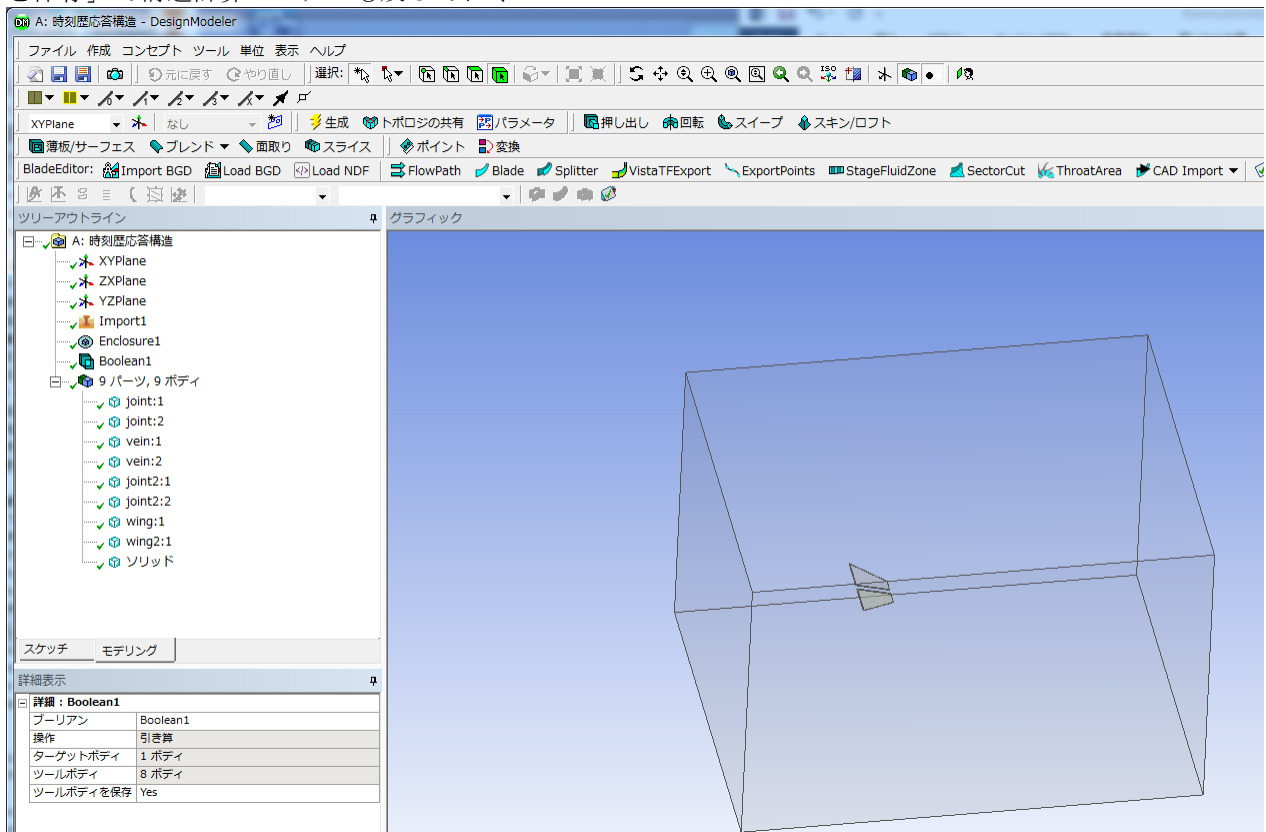 A: 時刻歴応答構造 - DesignModeler
ファイル 作成 コンセプト ツール 単位 表示 ヘルプ
元に戻す やり直し 選択:
XYPlane なし 生成 トポロジの共有 パラメータ 押し出し 回転 スイープ スキン/ロフト
薄板/サーフェス ブレンド 面取り スライス ポイント 変換
BladeEditor: Import BGD Load BGD Load NDF FlowPath Blade Splitter VistaTFExport ExportPoints StageFluidZone SectorCut ThroatArea CAD Import
ツリーアウトライン
グラフィック
A: 時刻歴応答構造
XYPlane
ZXPlane
YZPlane
Import1
Enclosure1
Boolean1
9 パーツ, 9 ボディ
joint:1
joint:2
vein:1
vein:2
joint2:1
joint2:2
wing:1
wing2:1
ソリッド
スケッチ モデリング
詳細表示
詳細 : Boolean1
ブーリアン Boolean1
操作 引き算
ターゲットボディ 1 ボディ
ツールボディ 8 ボディ
ツールボディを保存 Yes